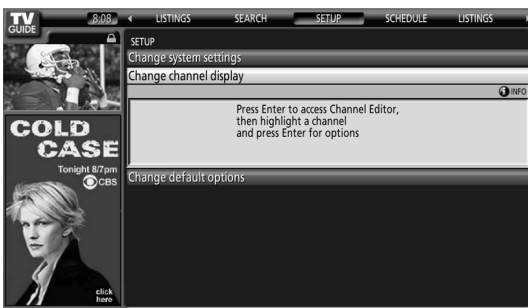 TV
GUIDE
8:08
LISTINGS SEARCH SETUP SCHEDULE LISTINGS
SETUP
Change system settings
Change channel display
INFO
Press Enter to access Channel Editor,
then highlight a channel
and press Enter for options
Change default options
COLD
CASE
Tonight 8/7pm
CBS
click
here